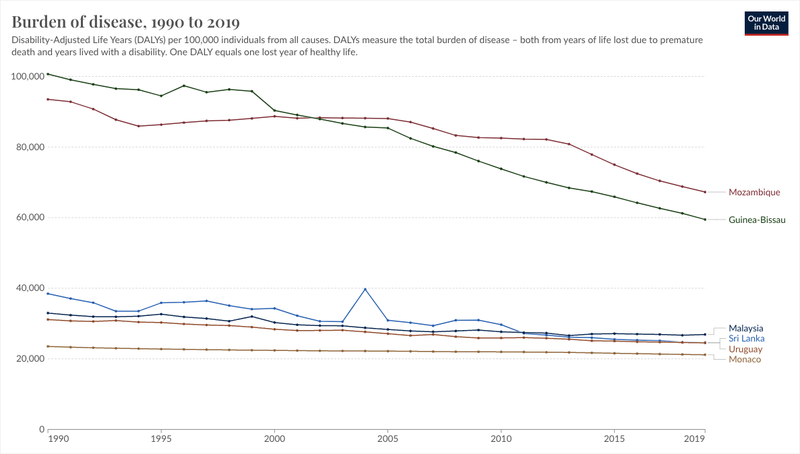 Burden of disease, 1990 to 2019
Our World
in Data
Disability-Adjusted Life Years (DALYs) per 100,000 individuals from all causes. DALYs measure the total burden of disease – both from years of life lost due to premature
death and years lived with a disability. One DALY equals one lost year of healthy life.
100,000
80,000
60,000
20,000
0
Mozambique
Guinea-Bissau
Malaysia
Sri Lanka
Uruguay
Monaco
1990
1995
2000
2005
2010
2015
2019